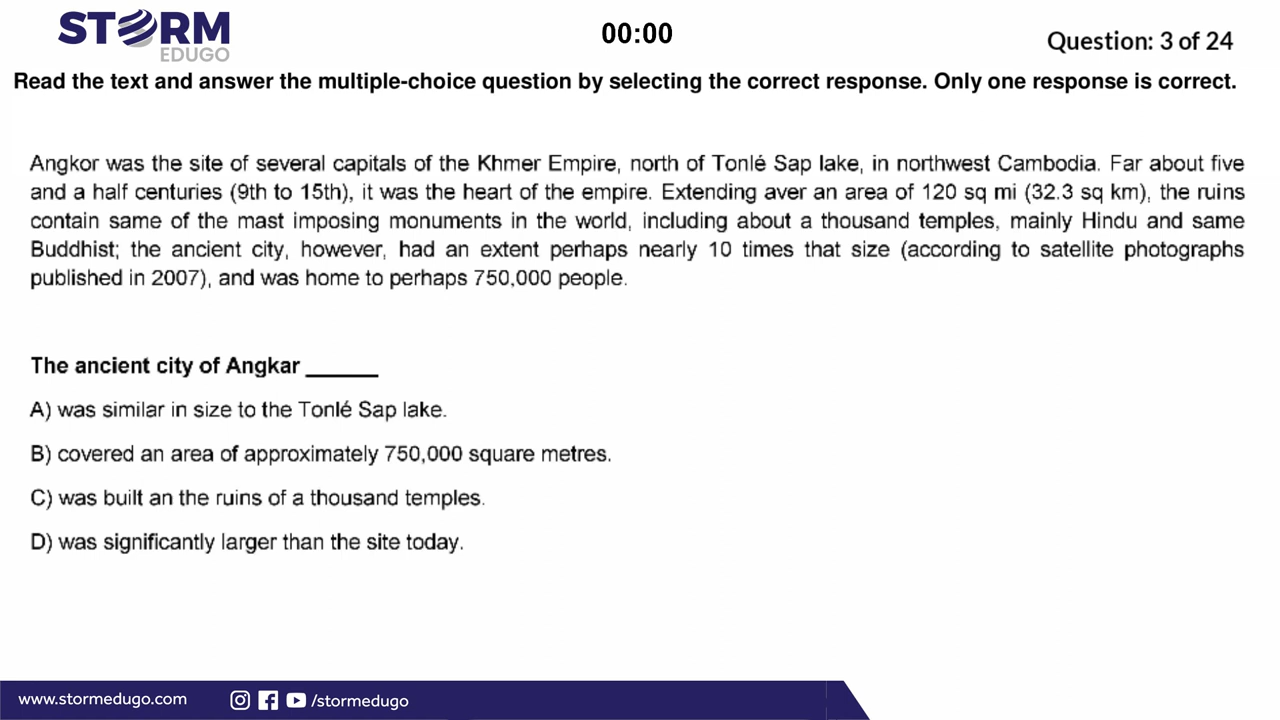 STORM
EDUGO
00:00
Question: 3 of 24
Read the text and answer the multiple-choice question by selecting the correct response. Only one response is correct.
Angkor was the site of several capitals of the Khmer Empire, north of Tonlé Sap lake, in northwest Cambodia. Far about five
and a half centuries (9th to 15th), it was the heart of the empire. Extending aver an area of 120 sq mi (32.3 sq km), the ruins
contain same of the mast imposing monuments in the world, including about a thousand temples, mainly Hindu and same
Buddhist; the ancient city, however, had an extent perhaps nearly 10 times that size (according to satellite photographs
published in 2007), and was home to perhaps 750,000 people.
The ancient city of Angkar ______
A) was similar in size to the Tonlé Sap lake.
B) covered an area of approximately 750,000 square metres.
C) was built an the ruins of a thousand temples.
D) was significantly larger than the site today.
www.stormedugo.com
/stormedugo